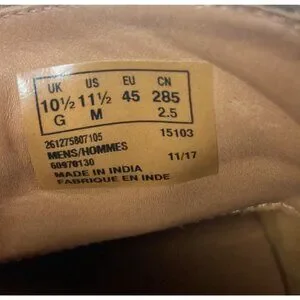 UK US EU CN
10½ 11½ 45 285
G M 2.5
261275807105 15103
MENS/HOMMES
60979130 11/17
MADE IN INDIA
FABRIQUE EN INDE